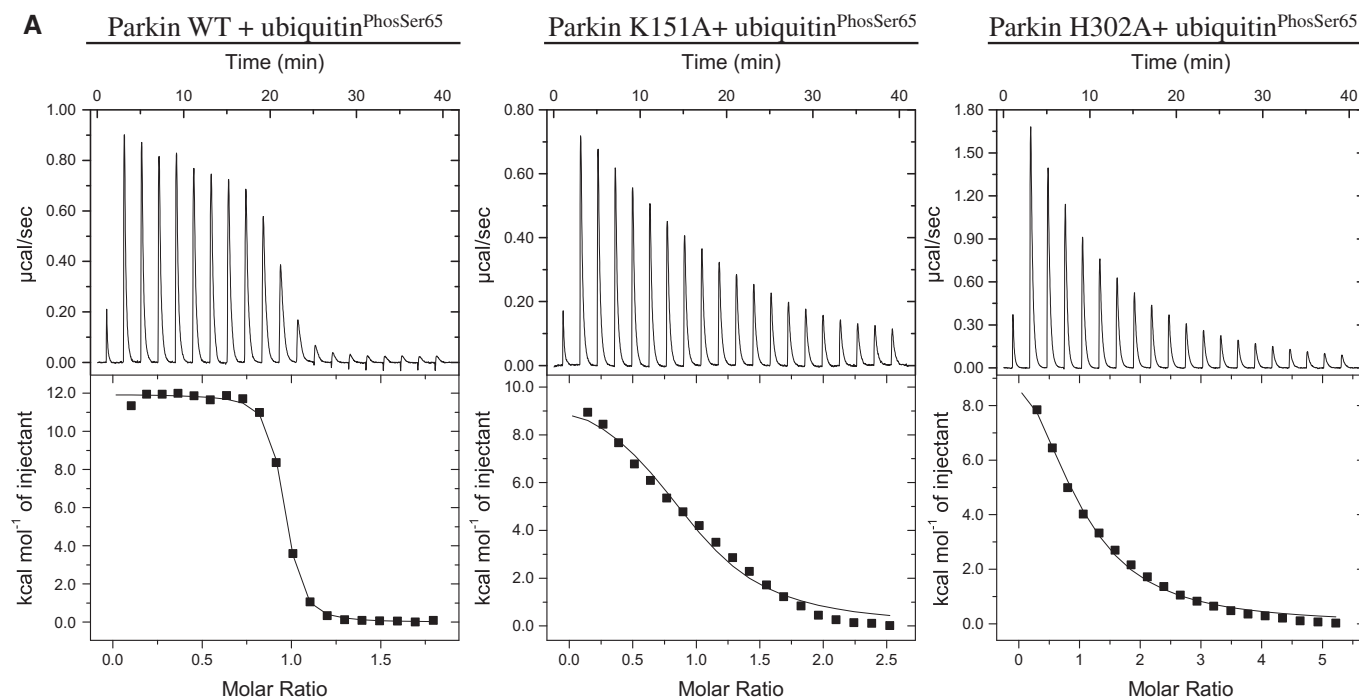 A
Parkin WT + ubiquitinPhosSer65
Time (min)
0 10 20 30 40
1.00
0.80
0.60
0.40
0.20
0.00
µcal/sec
12.0
10.0
8.0
6.0
4.0
2.0
0.0
kcal mol-1 of injectant
0.0 0.5 1.0 1.5
Molar Ratio
Parkin K151A+ ubiquitinPhosSer65
Time (min)
0 10 20 30 40
0.80
0.60
0.40
0.20
0.00
µcal/sec
10.0
8.0
6.0
4.0
2.0
0.0
kcal mol-1 of injectant
0.0 0.5 1.0 1.5 2.0 2.5
Molar Ratio
Parkin H302A+ ubiquitinPhosSer65
Time (min)
0 10 20 30 40
1.80
1.50
1.20
0.90
0.60
0.30
0.00
µcal/sec
8.0
6.0
4.0
2.0
0.0
kcal mol-1 of injectant
0 1 2 3 4 5
Molar Ratio